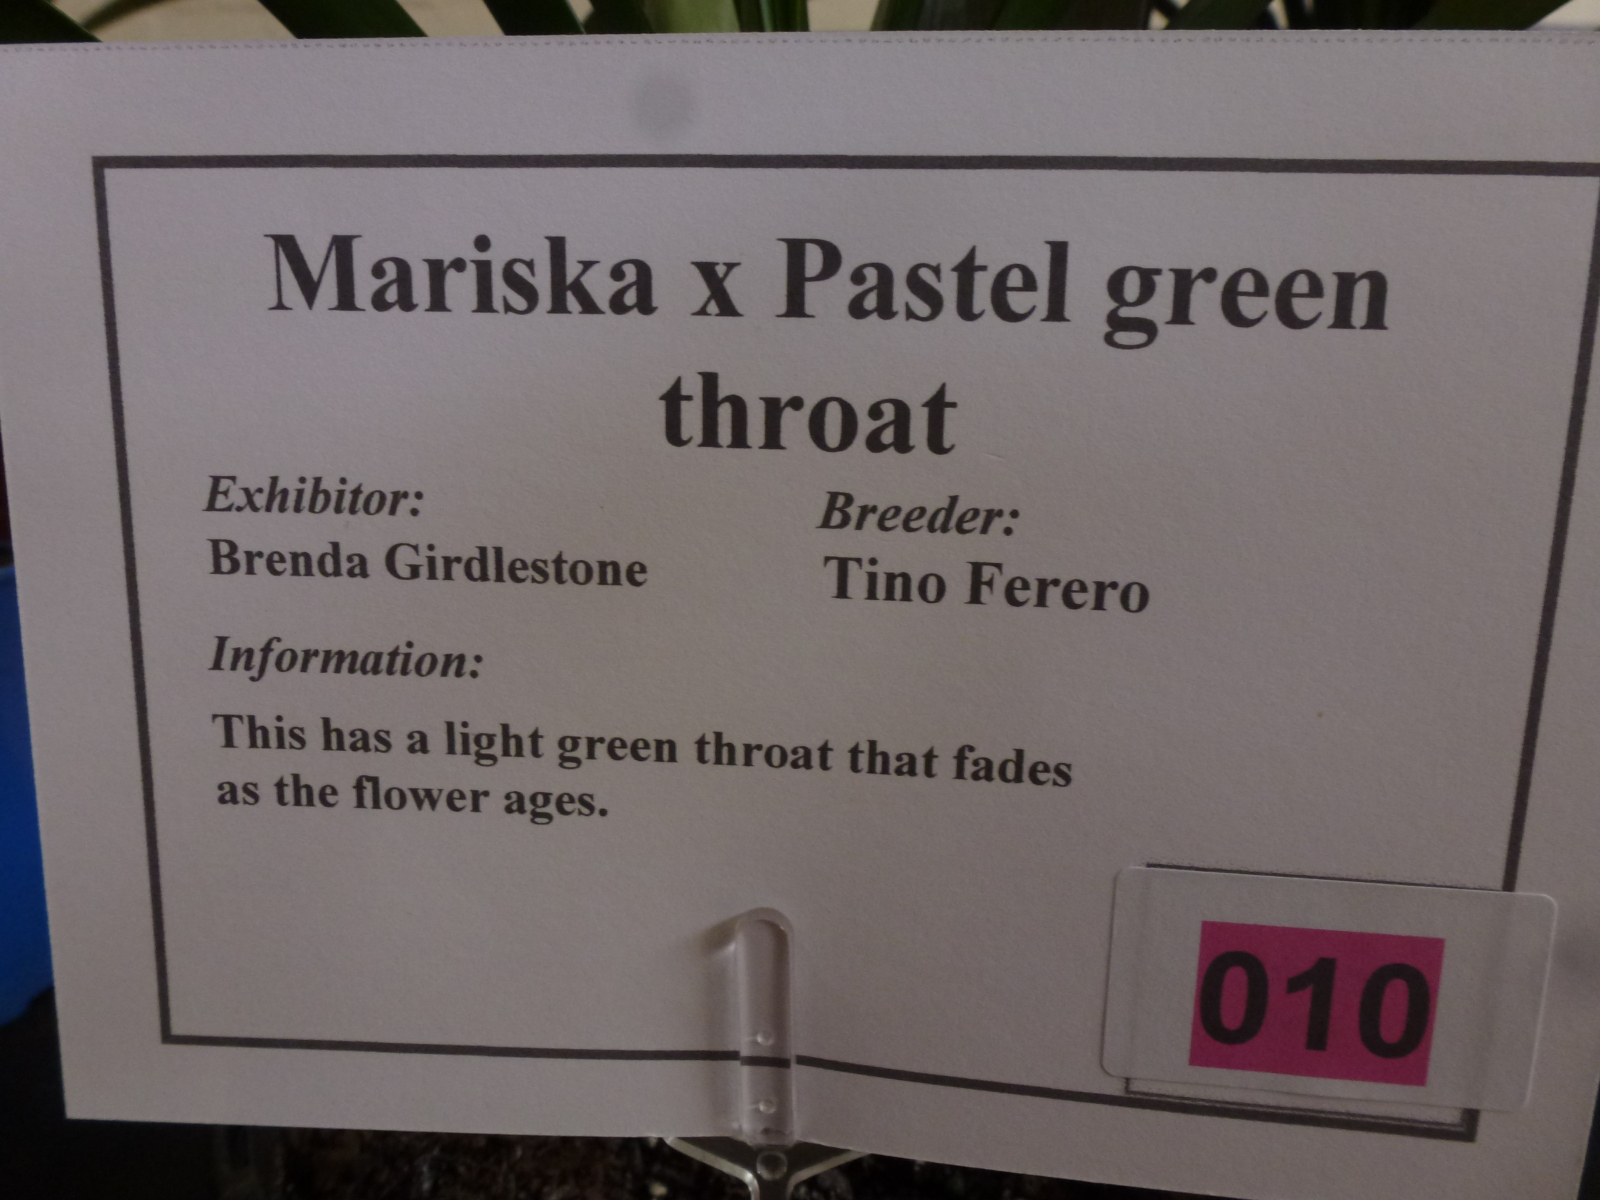 Mariska x Pastel green
throat
Exhibitor:
Brenda Girdlestone
Breeder:
Tino Ferero
Information:
This has a light green throat that fades
as the flower ages.
010